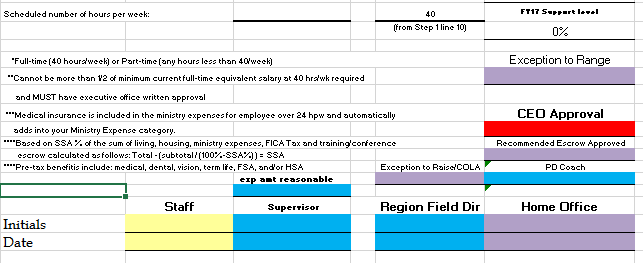 Scheduled number of hours per week: 40 FY17 Support level
(from Step 1 line 10) 0%
*Full-time (40 hours/week) or Part-time (any hours less than 40/week) Exception to Range
**Cannot be more than 1/2 of minimum current full-time equivalent salary at 40 hrs/wk required
and MUST have executive office written approval
***Medical insurance is included in the ministry expenses for employee over 24 hpw and automatically CEO Approval
adds into your Ministry Expense category.
****Based on SSA% of the sum of living, housing, ministry expenses, FICA Tax and training/conference Recommended Escrow Approved
escrow calculated as follows: Total - (subtotal / (100%-SSA%)) = SSA
****Pre-tax benefitis include: medical, dental, vision, term life, FSA, and/or HSA Exception to Raise/COLA PD Coach
exp amt reasonable
Staff Supervisor Region Field Dir Home Office
Initials
Date